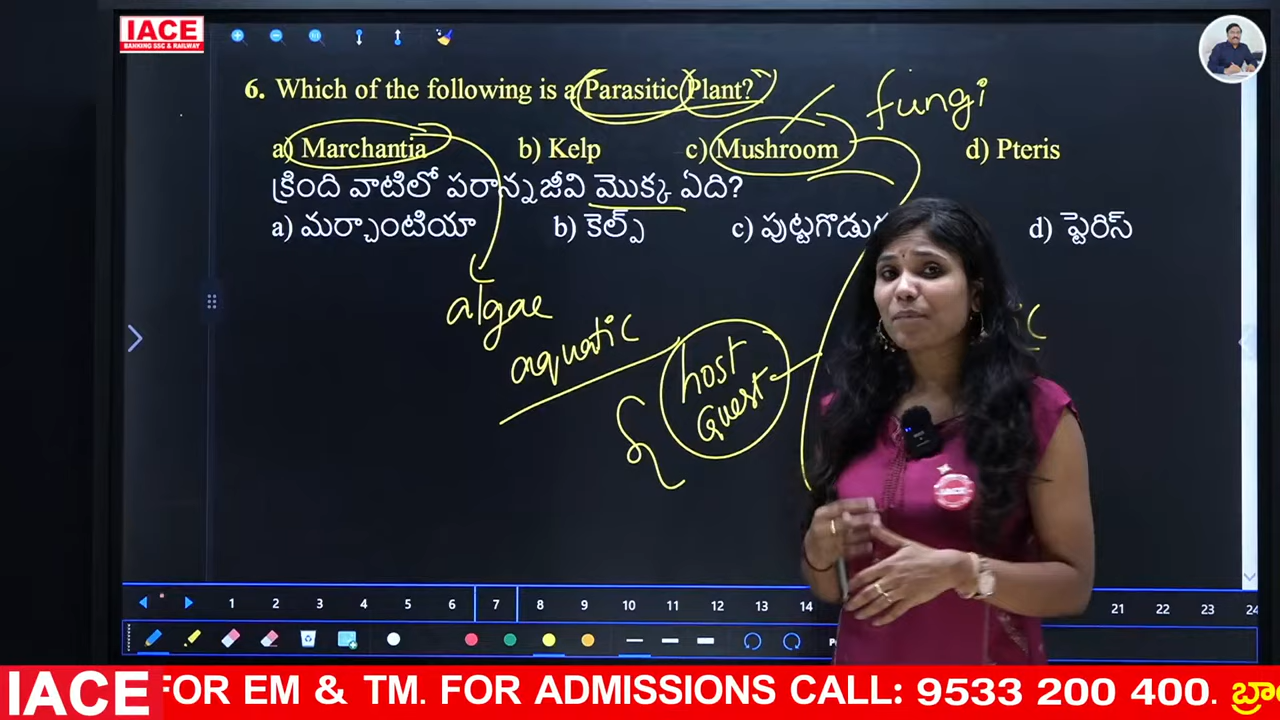 IACE
BANKING SSC & RAILWAY
6. Which of the following is a Parasitic Plant?
fungi
a) Marchantia b) Kelp c) Mushroom d) Pteris
క్రింది వాటిలో పరాన్న జీవి మొక్క ఏది?
a) మర్చాంటియా b) కెల్ప్ c) d) ప్టెరిస్
algae
aquatic
host
Guest
1 2 3 4 5 6 7 8 9 10 11 12 13 14 21 22 23 24
IACE FOR EM & TM. FOR ADMISSIONS CALL: 9533 200 400.